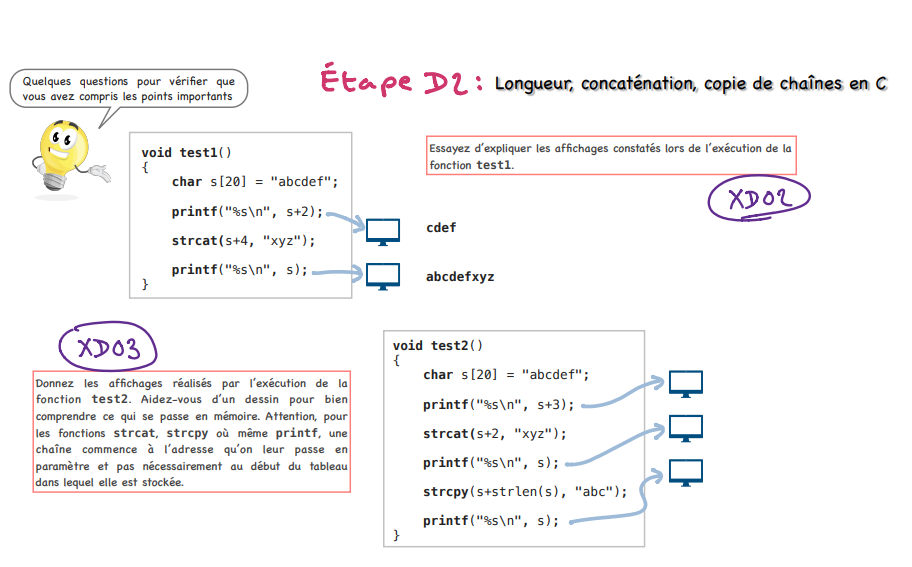 Étape D2 : Longueur, concaténation, copie de chaînes en C
Quelques questions pour vérifier que
vous avez compris les points importants
void test1()
{
char s[20] = "abcdef";
printf("%s\n", s+2);
strcat(s+4, "xyz");
printf("%s\n", s);
}
cdef
abcdefxyz
Essayez d'expliquer les affichages constatés lors de l'exécution de la
fonction test1.
XD02
XD03
Donnez les affichages réalisés par l'exécution de la
fonction test2. Aidez-vous d'un dessin pour bien
comprendre ce qui se passe en mémoire. Attention, pour
les fonctions strcat, strcpy où même printf, une
chaîne commence à l'adresse qu'on leur passe en
paramètre et pas nécessairement au début du tableau
dans lequel elle est stockée.
void test2()
{
char s[20] = "abcdef";
printf("%s\n", s+3);
strcat(s+2, "xyz");
printf("%s\n", s);
strcpy(s+strlen(s), "abc");
printf("%s\n", s);
}